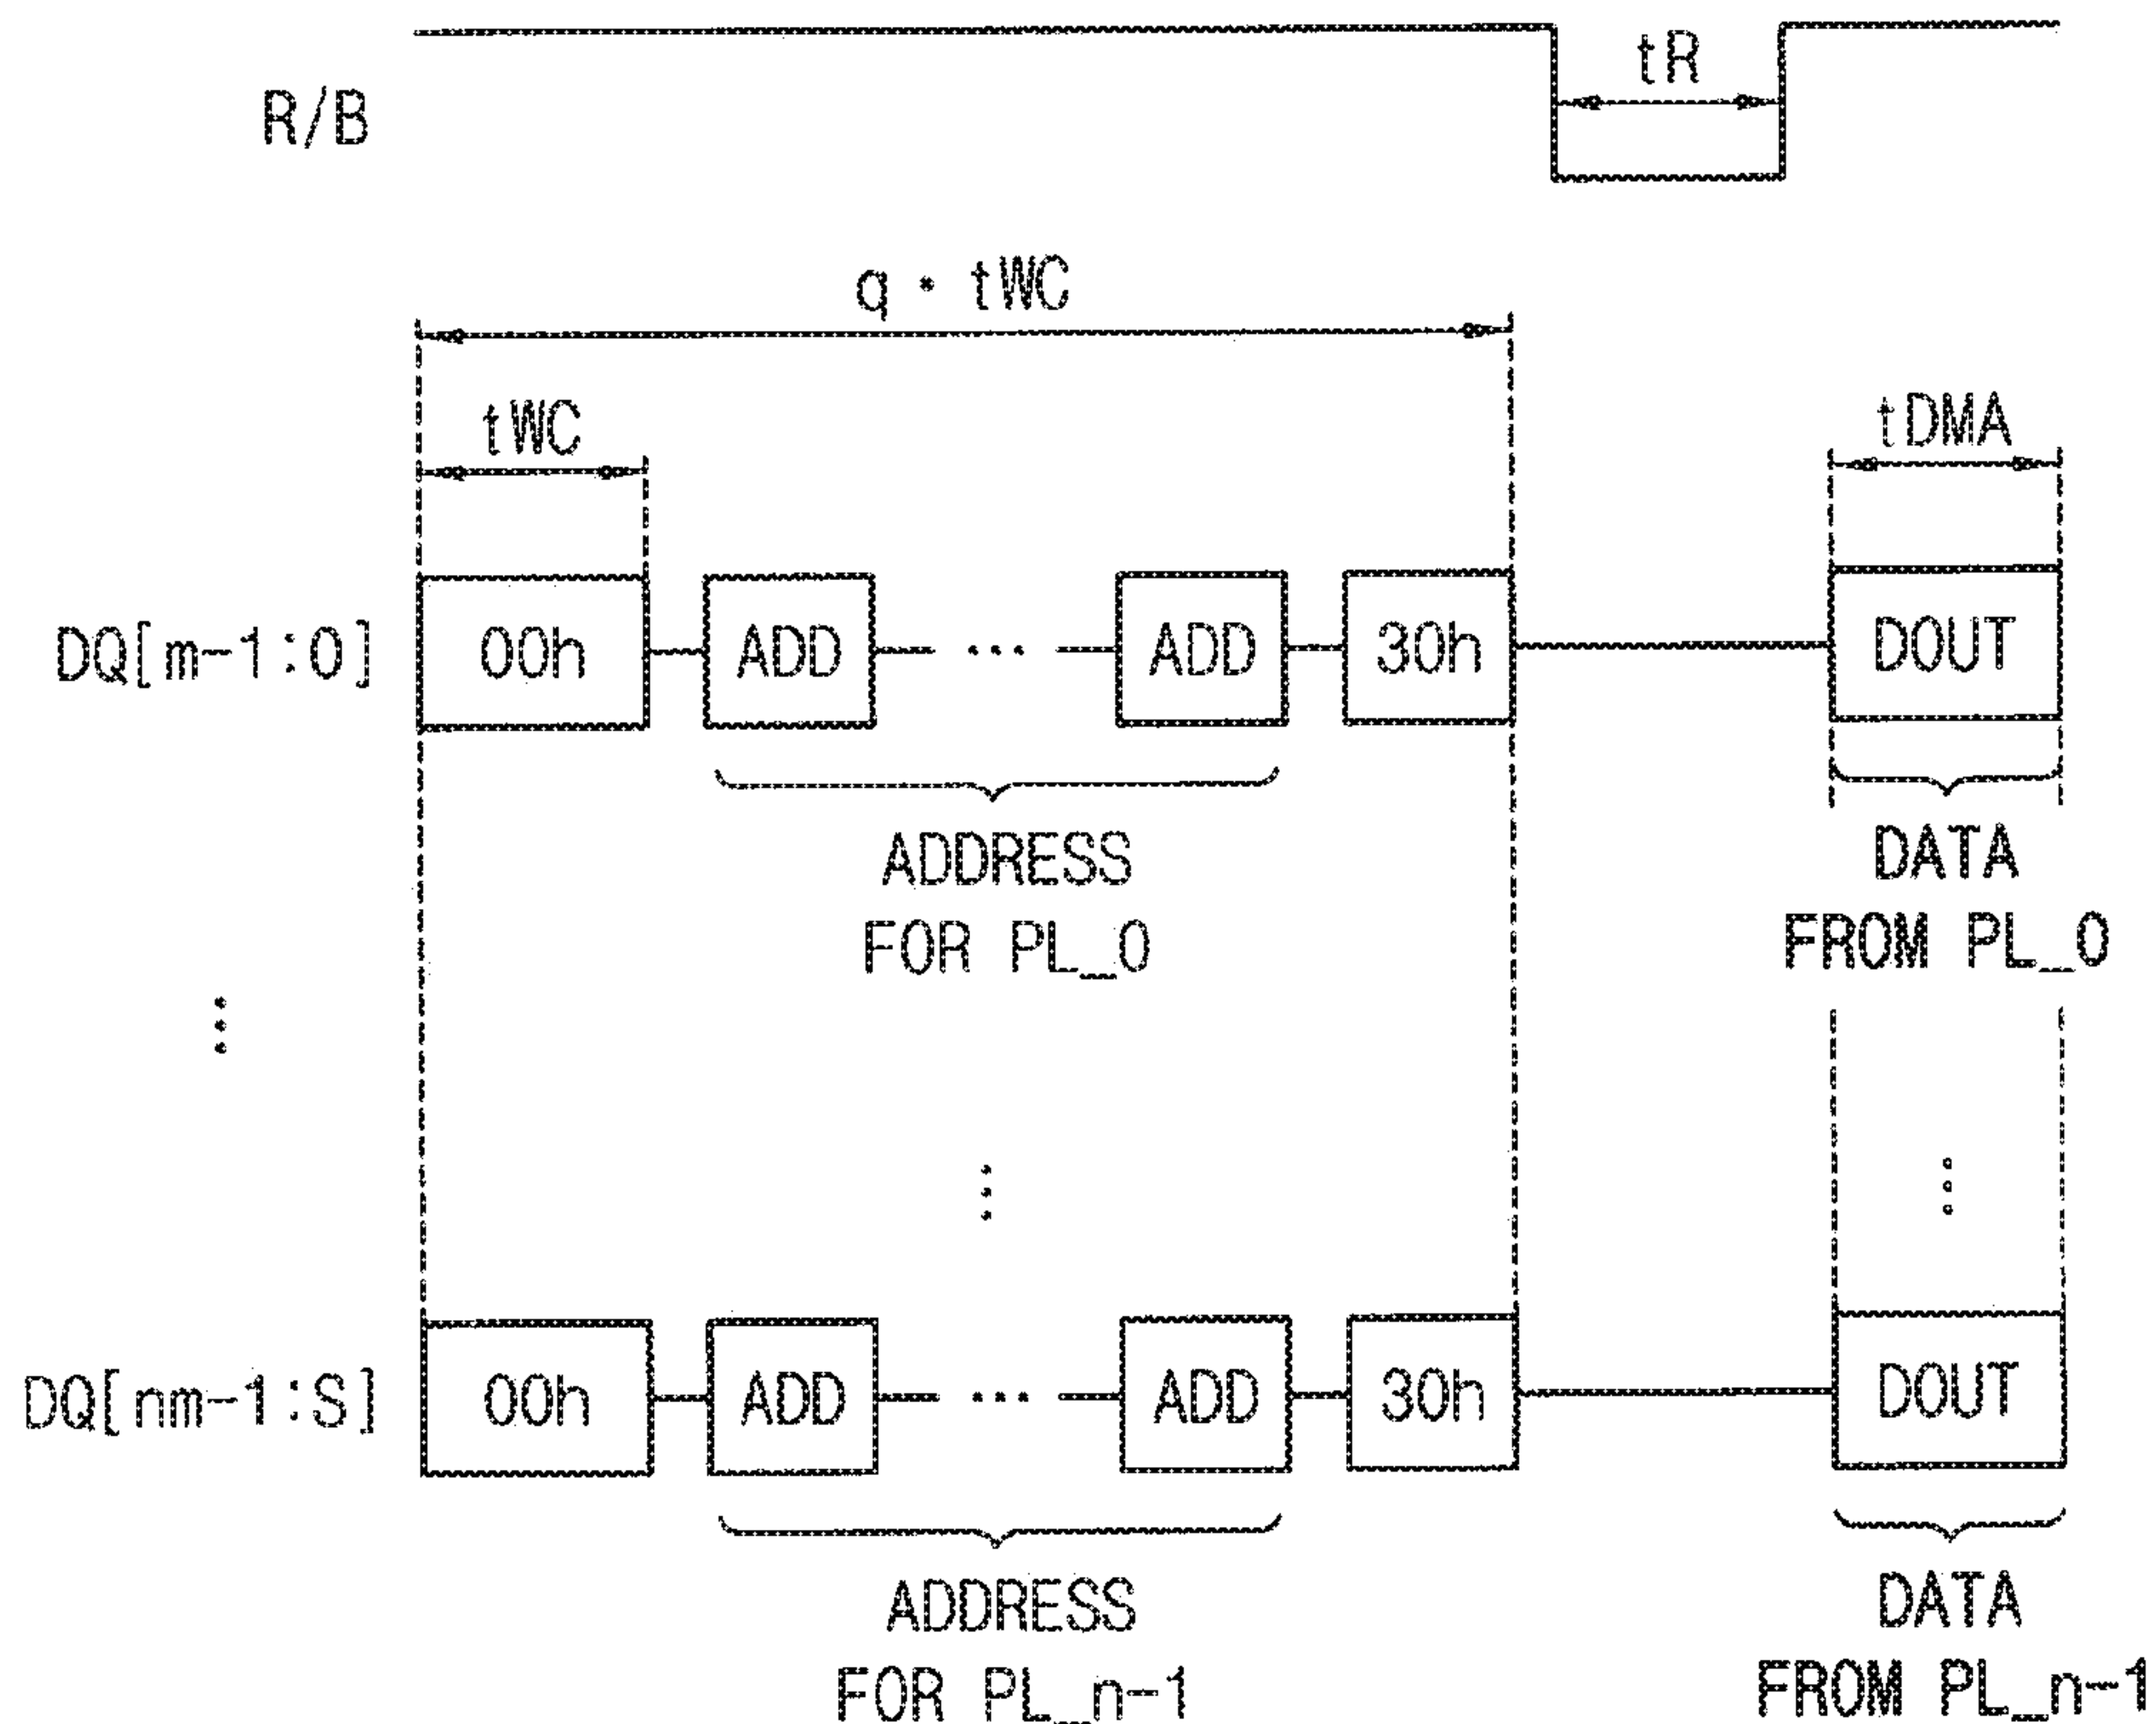 tR
R/B
q · tWC
tWC
tDMA
DQ[m-1:0]
00h
ADD
...
ADD
30h
DOUT
ADDRESS
FOR PL_0
DATA
FROM PL_0
DQ[nm-1:S]
00h
ADD
...
ADD
30h
DOUT
ADDRESS
FOR PL_n-1
DATA
FROM PL_n-1